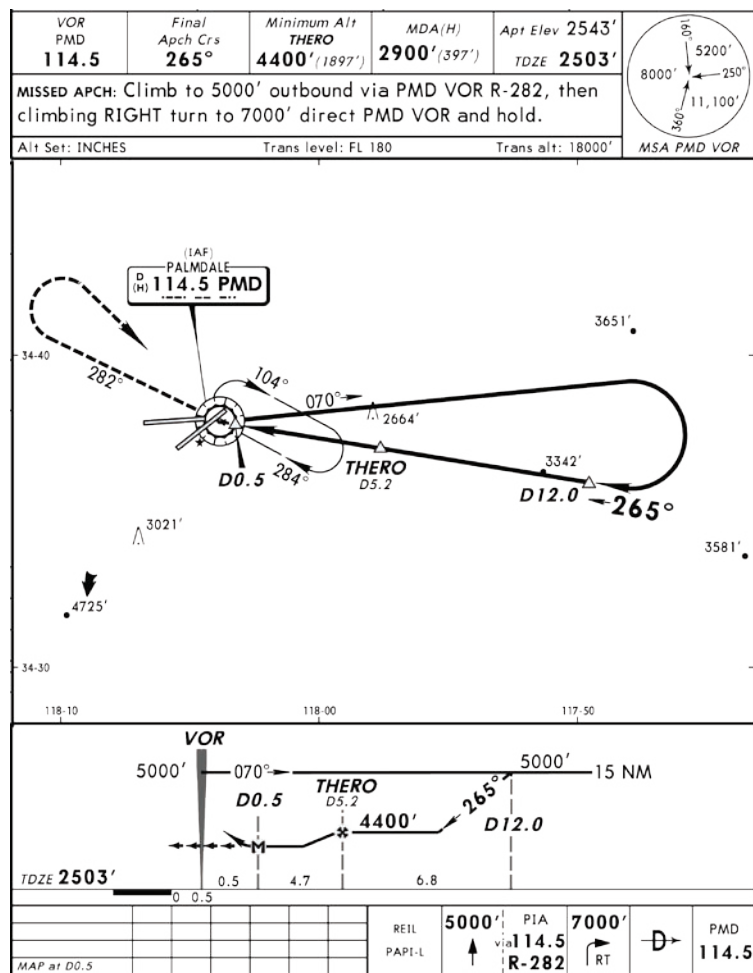 VOR
PMD
114.5
Final
Apch Crs
265°
Minimum Alt
THERO
4400'(1897')
MDA(H)
2900'(397')
Apt Elev 2543'
TDZE 2503'
MISSED APCH: Climb to 5000' outbound via PMD VOR R-282, then
climbing RIGHT turn to 7000' direct PMD VOR and hold.
Alt Set: INCHES Trans level: FL 180 Trans alt: 18000'
160°
5200'
8000'
250°
11,100'
360°
MSA PMD VOR
(IAF)
PALMDALE
D
(H) 114.5 PMD
3651'
34-40
282°
104°
070°
2664'
284°
D0.5
THERO
D5.2
3342'
D12.0
265°
3021'
3581'
4725'
34-30
118-10 118-00 117-50
VOR
5000' 070° 5000' 15 NM
THERO
D5.2
D0.5
4400'
265°
D12.0
M
TDZE 2503'
0 0.5 0.5 4.7 6.8
MAP at D0.5
REIL
PAPI-L
5000'
PIA
via 114.5
R-282
7000'
RT
D
PMD
114.5